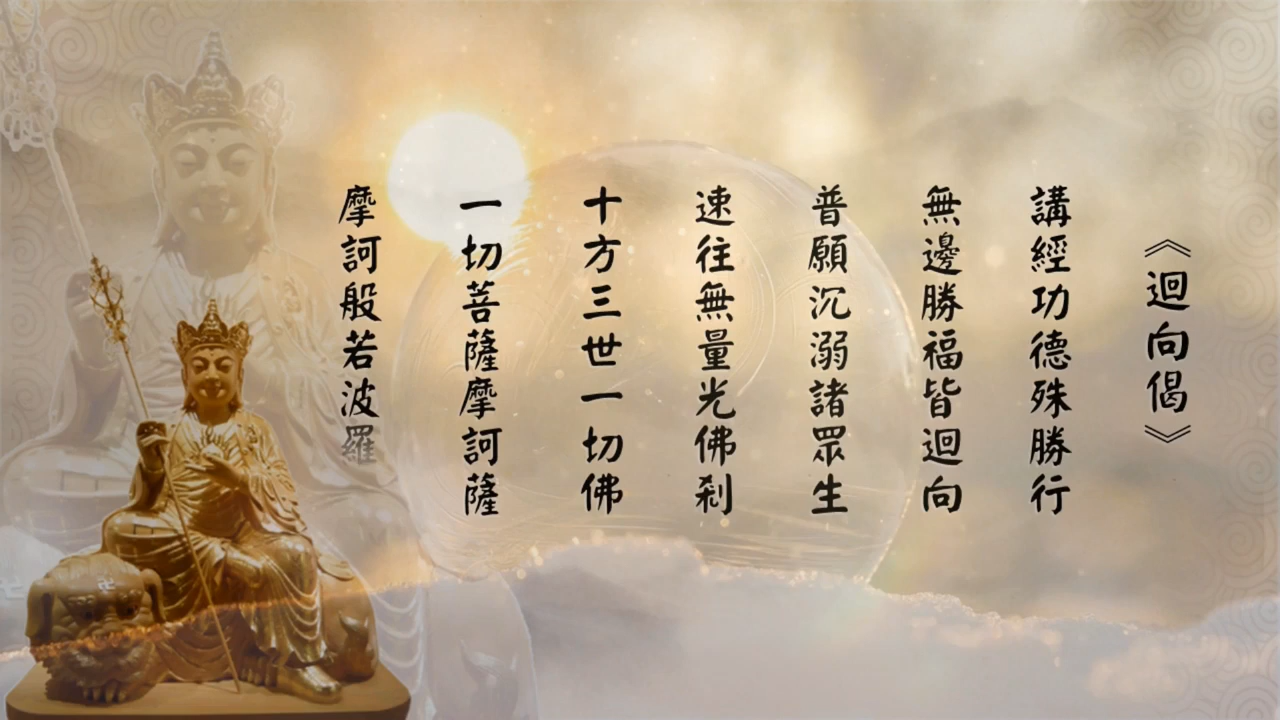 《迴向偈》
講經功德殊勝行
無邊勝福皆迴向
普願沉溺諸眾生
速往無量光佛剎
十方三世一切佛
一切菩薩摩訶薩
摩訶般若波羅